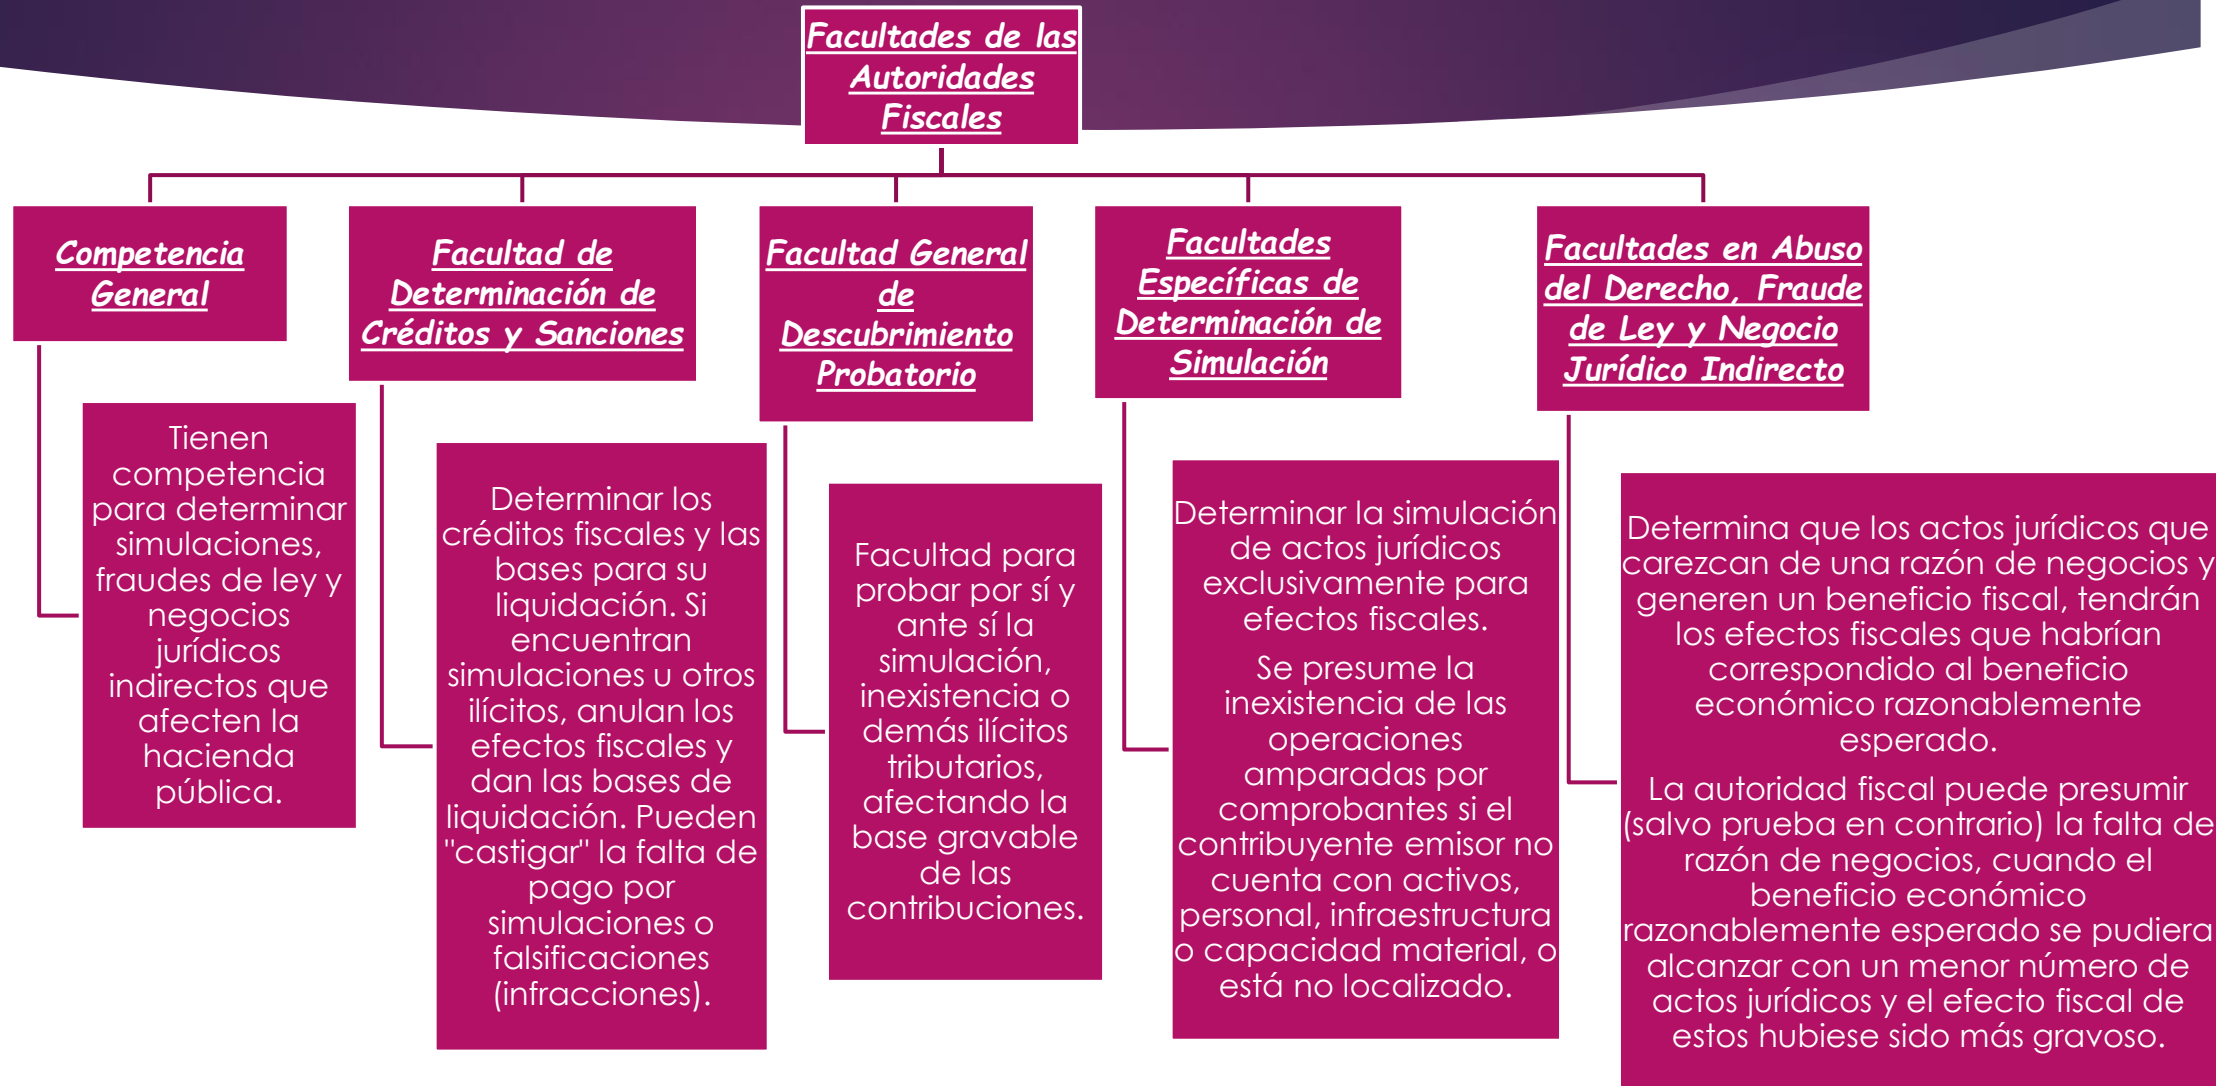 Facultades de las
Autoridades
Fiscales
Competencia
General
Tienen
competencia
para determinar
simulaciones,
fraudes de ley y
negocios
jurídicos
indirectos que
afecten la
hacienda
pública.
Facultad de
Determinación de
Créditos y Sanciones
Determinar los
créditos fiscales y las
bases para su
liquidación. Si
encuentran
simulaciones u otros
ilícitos, anulan los
efectos fiscales y
dan las bases de
liquidación. Pueden
"castigar" la falta de
pago por
simulaciones o
falsificaciones
(infracciones).
Facultad General
de
Descubrimiento
Probatorio
Facultad para
probar por sí y
ante sí la
simulación,
inexistencia o
demás ilícitos
tributarios,
afectando la
base gravable
de las
contribuciones.
Facultades
Específicas de
Determinación de
Simulación
Determinar la simulación
de actos jurídicos
exclusivamente para
efectos fiscales.
Se presume la
inexistencia de las
operaciones
amparadas por
comprobantes si el
contribuyente emisor no
cuenta con activos,
personal, infraestructura
o capacidad material, o
está no localizado.
Facultades en Abuso
del Derecho, Fraude
de Ley y Negocio
Jurídico Indirecto
Determina que los actos jurídicos que
carezcan de una razón de negocios y
generen un beneficio fiscal, tendrán
los efectos fiscales que habrían
correspondido al beneficio
económico razonablemente
esperado.
La autoridad fiscal puede presumir
(salvo prueba en contrario) la falta de
razón de negocios, cuando el
beneficio económico
razonablemente esperado se pudiera
alcanzar con un menor número de
actos jurídicos y el efecto fiscal de
estos hubiese sido más gravoso.